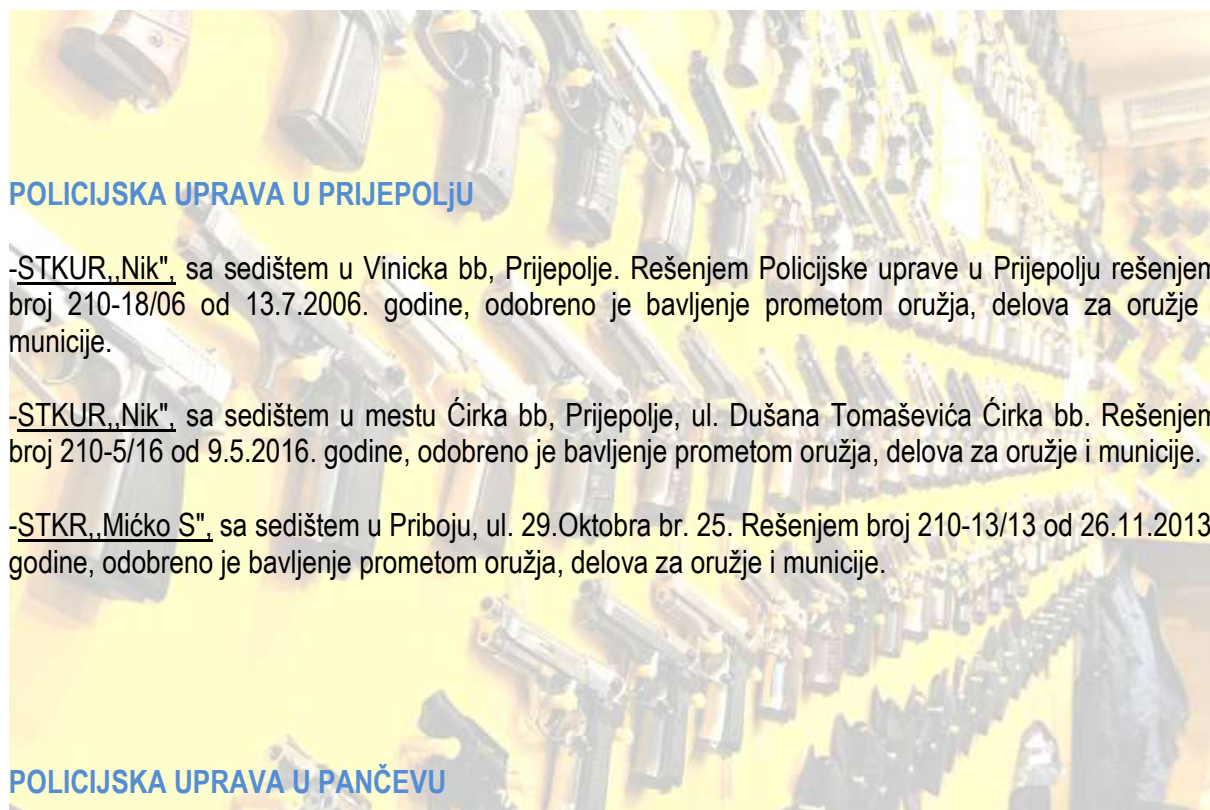 POLICIJSKA UPRAVA U PRIJEPOLjU
-STKUR,,Nik", sa sedištem u Vinicka bb, Prijepolje. Rešenjem Policijske uprave u Prijepolju rešenjem
broj 210-18/06 od 13.7.2006. godine, odobreno je bavljenje prometom oružja, delova za oružje
municije.
-STKUR,,Nik", sa sedištem u mestu Ćirka bb, Prijepolje, ul. Dušana Tomaševića Ćirka bb. Rešenjem
broj 210-5/16 od 9.5.2016. godine, odobreno je bavljenje prometom oružja, delova za oružje i municije.
-STKR,,Mićko S", sa sedištem u Priboju, ul. 29.Oktobra br. 25. Rešenjem broj 210-13/13 od 26.11.2013
godine, odobreno je bavljenje prometom oružja, delova za oružje i municije.
POLICIJSKA UPRAVA U PANČEVU